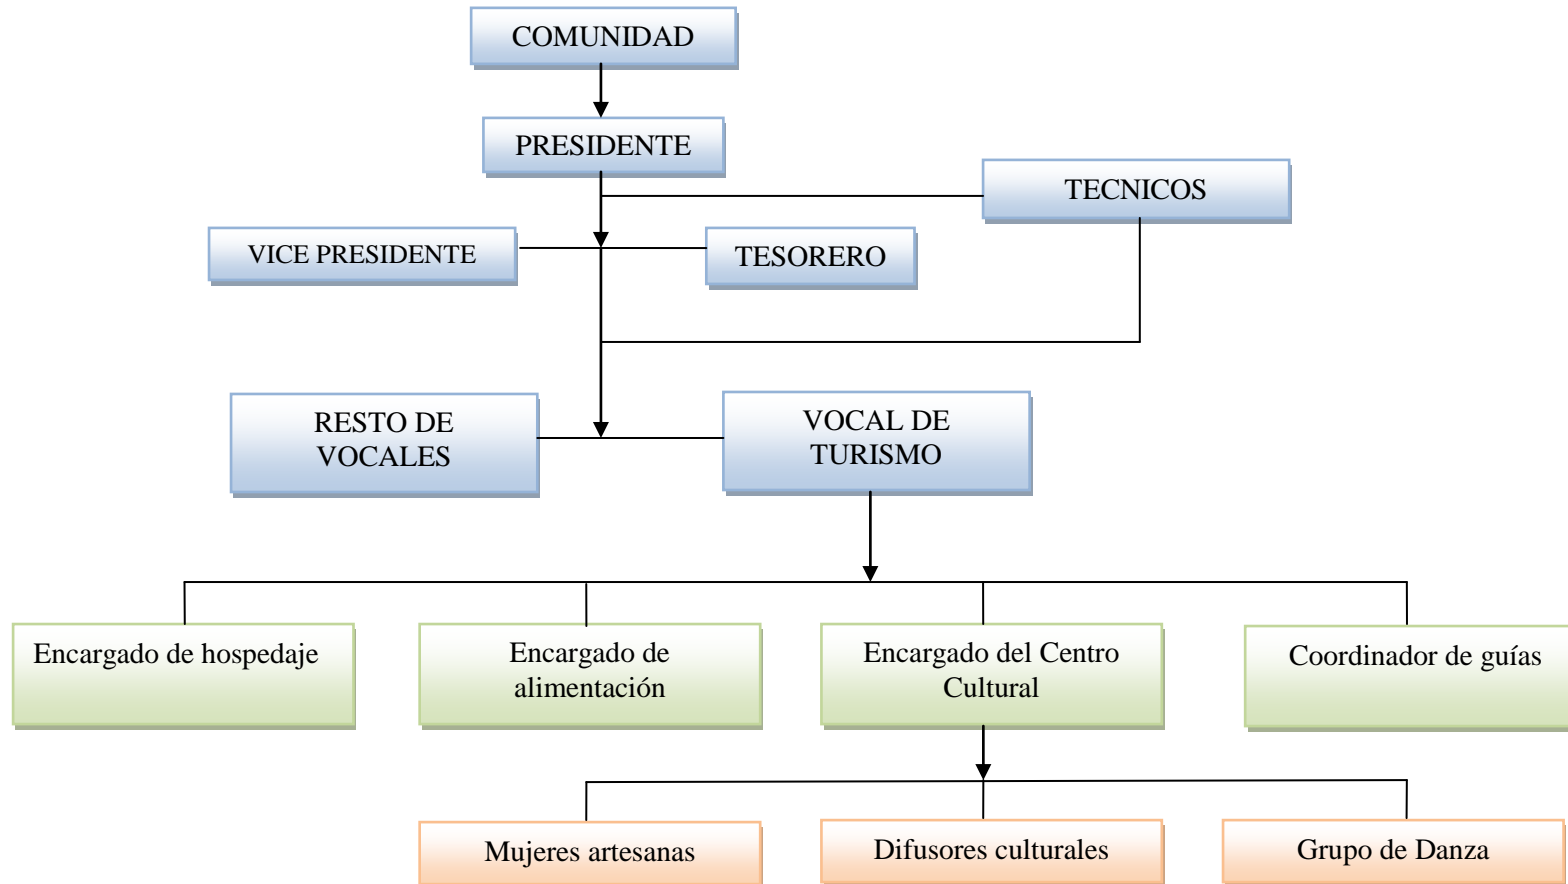 COMUNIDAD
PRESIDENTE
TECNICOS
VICE PRESIDENTE
TESORERO
RESTO DE
VOCALES
VOCAL DE
TURISMO
Encargado de hospedaje
Encargado de
alimentación
Encargado del Centro
Cultural
Coordinador de guías
Mujeres artesanas
Difusores culturales
Grupo de Danza